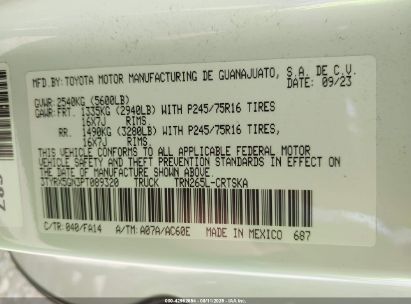 MFD.BY:TOYOTA MOTOR MANUFACTURING DE GUANAJUATO, S.A. DE C.V.
DATE: 09/23
GVWR:2540KG (5600LB)
GAWR:FRT. 1335KG (2940LB) WITH P245/75R16 TIRES
16X7J RIMS,
RR. 1490KG (3280LB) WITH P245/75R16 TIRES,
16X7J RIMS.
THIS VEHICLE CONFORMS TO ALL APPLICABLE FEDERAL MOTOR
VEHICLE SAFETY AND THEFT PREVENTION STANDARDS IN EFFECT ON
THE DATE OF MANUFACTURE SHOWN ABOVE.
3TYRX5GN3PT089320 TRUCK TRN265L-CRTSKA
C/TR:040/FA14 A/TM:A07A/AC60E MADE IN MEXICO 687